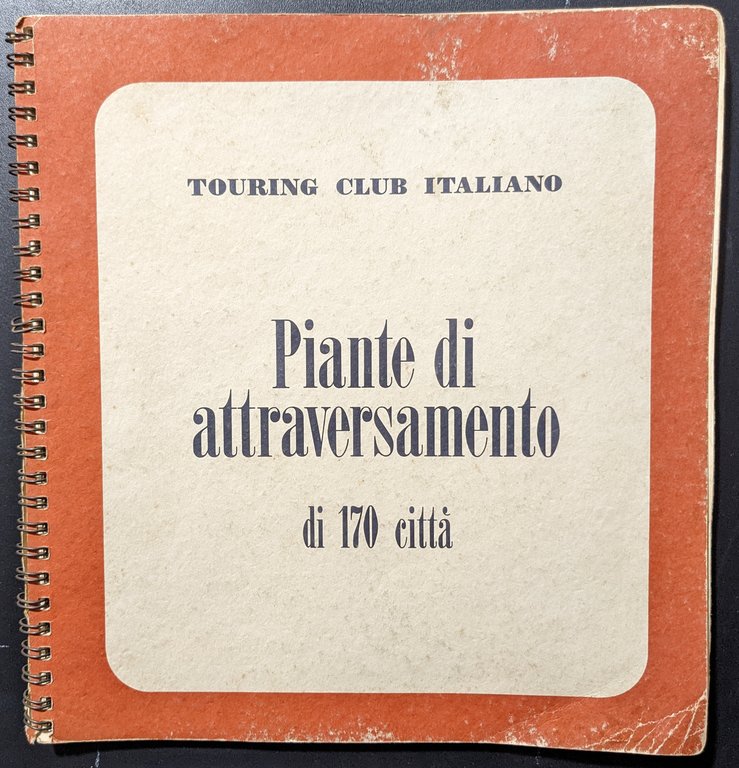 TOURING CLUB ITALIANO
Piante di
attraversamento
di 170 città